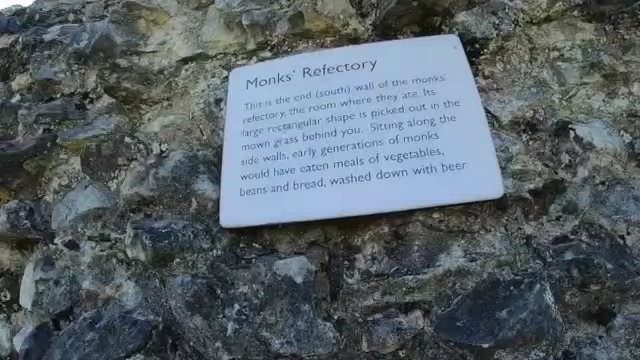 Monks' Refectory
This is the end (south) wall of the monks'
refectory, the room where they ate. Its
large rectangular shape is picked out in the
mown grass behind you. Sitting along the
side walls, early generations of monks
would have eaten meals of vegetables,
beans and bread, washed down with beer.